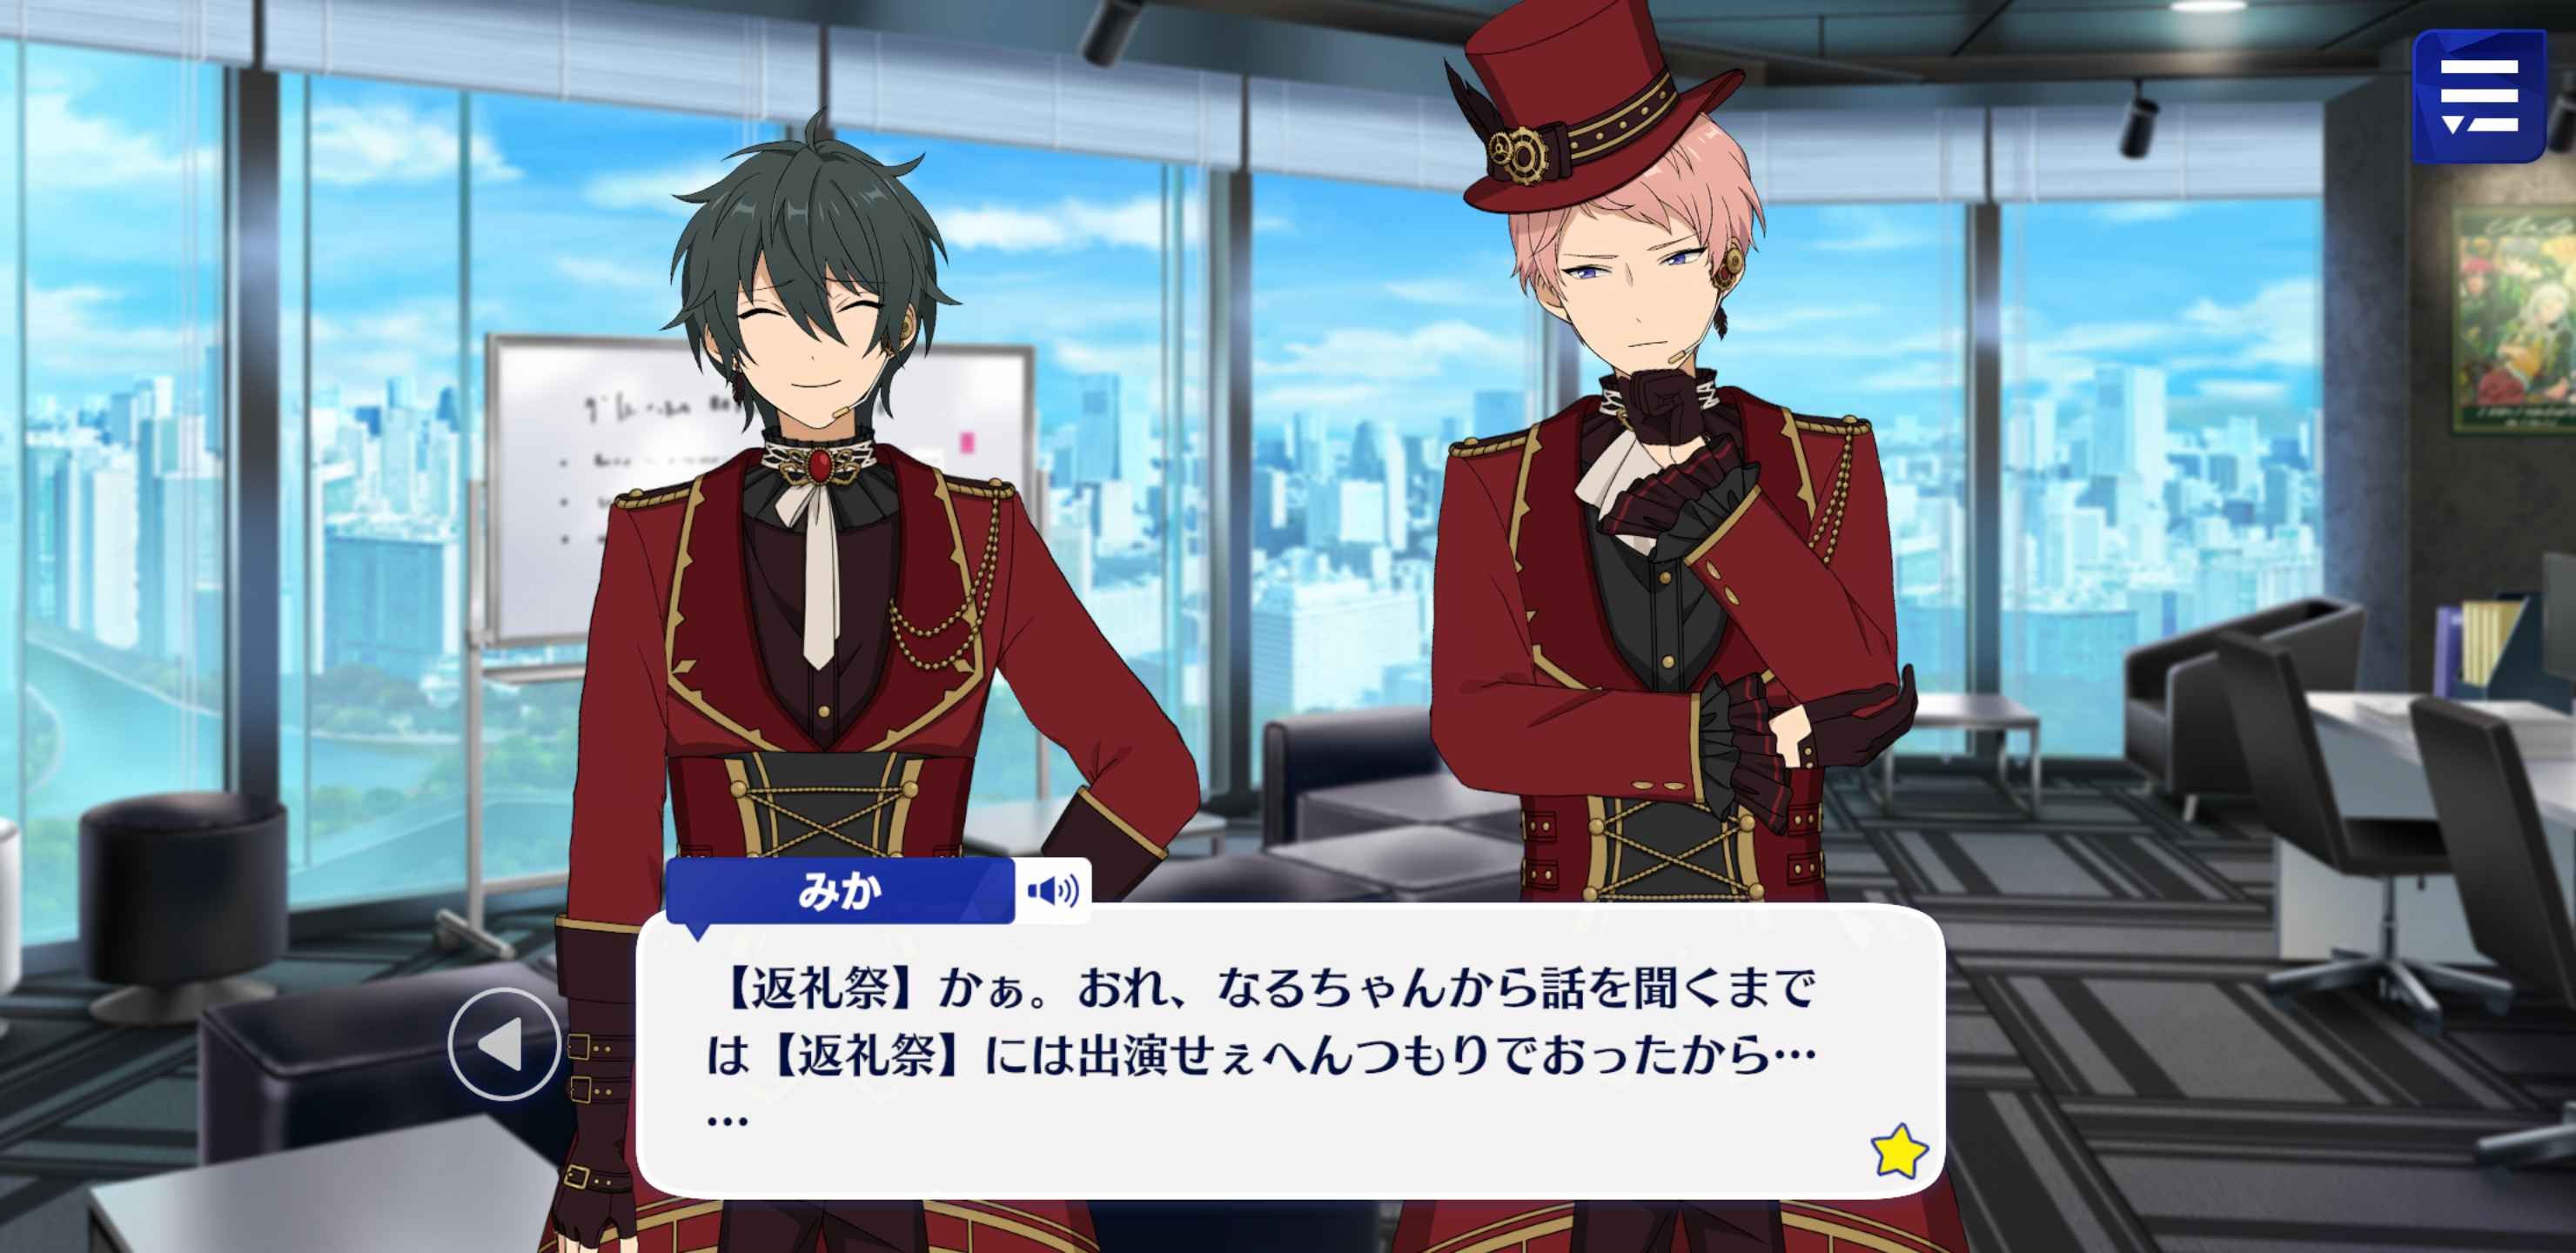 みか
【返礼祭】かぁ。おれ、なるちゃんから話を聞くまで
は【返礼祭】には出演せぇへんつもりでおったから…
…